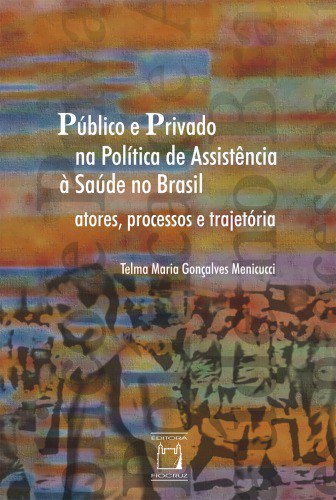 Público e Privado
na Política de Assistência
à Saúde no Brasil
atores, processos e trajetória
Telma Maria Gonçalves Menicucci
EDITORA
FIOCRUZ